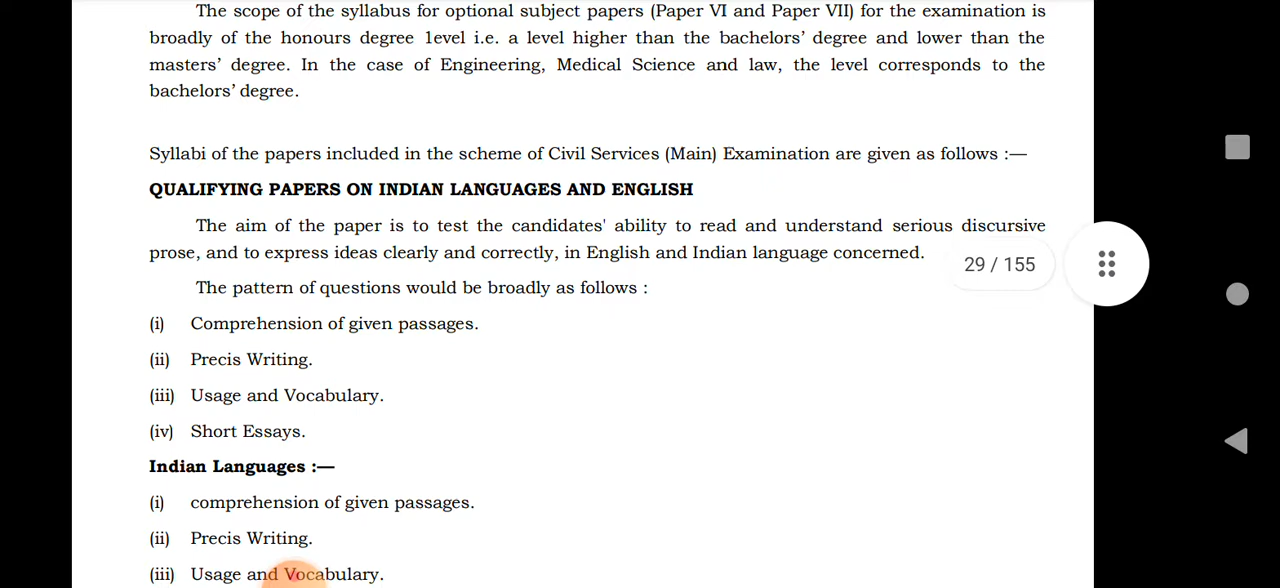 The scope of the syllabus for optional subject papers (Paper VI and Paper VII) for the examination is
broadly of the honours degree 1evel i.e. a level higher than the bachelors’ degree and lower than the
masters’ degree. In the case of Engineering, Medical Science and law, the level corresponds to the
bachelors’ degree.
Syllabi of the papers included in the scheme of Civil Services (Main) Examination are given as follows :—
QUALIFYING PAPERS ON INDIAN LANGUAGES AND ENGLISH
The aim of the paper is to test the candidates' ability to read and understand serious discursive
prose, and to express ideas clearly and correctly, in English and Indian language concerned.
29 / 155
The pattern of questions would be broadly as follows :
(i) Comprehension of given passages.
(ii) Precis Writing.
(iii) Usage and Vocabulary.
(iv) Short Essays.
Indian Languages :—
(i) comprehension of given passages.
(ii) Precis Writing.
(iii) Usage and Vocabulary.